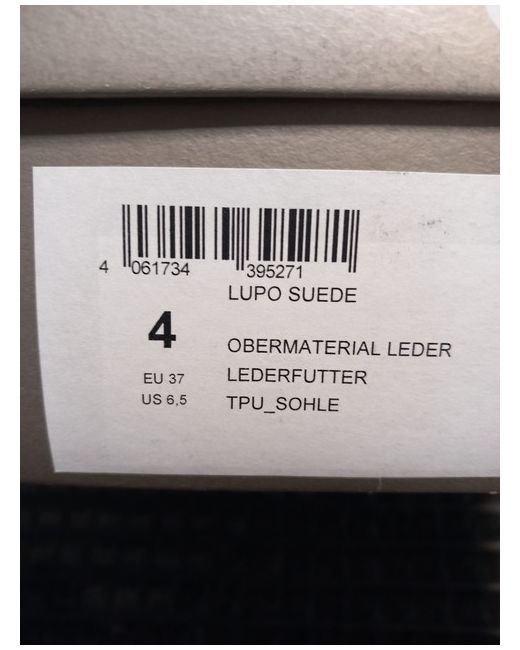 4 061734 395271
LUPO SUEDE
4
OBERMATERIAL LEDER
EU 37
LEDERFUTTER
US 6,5
TPU_SOHLE